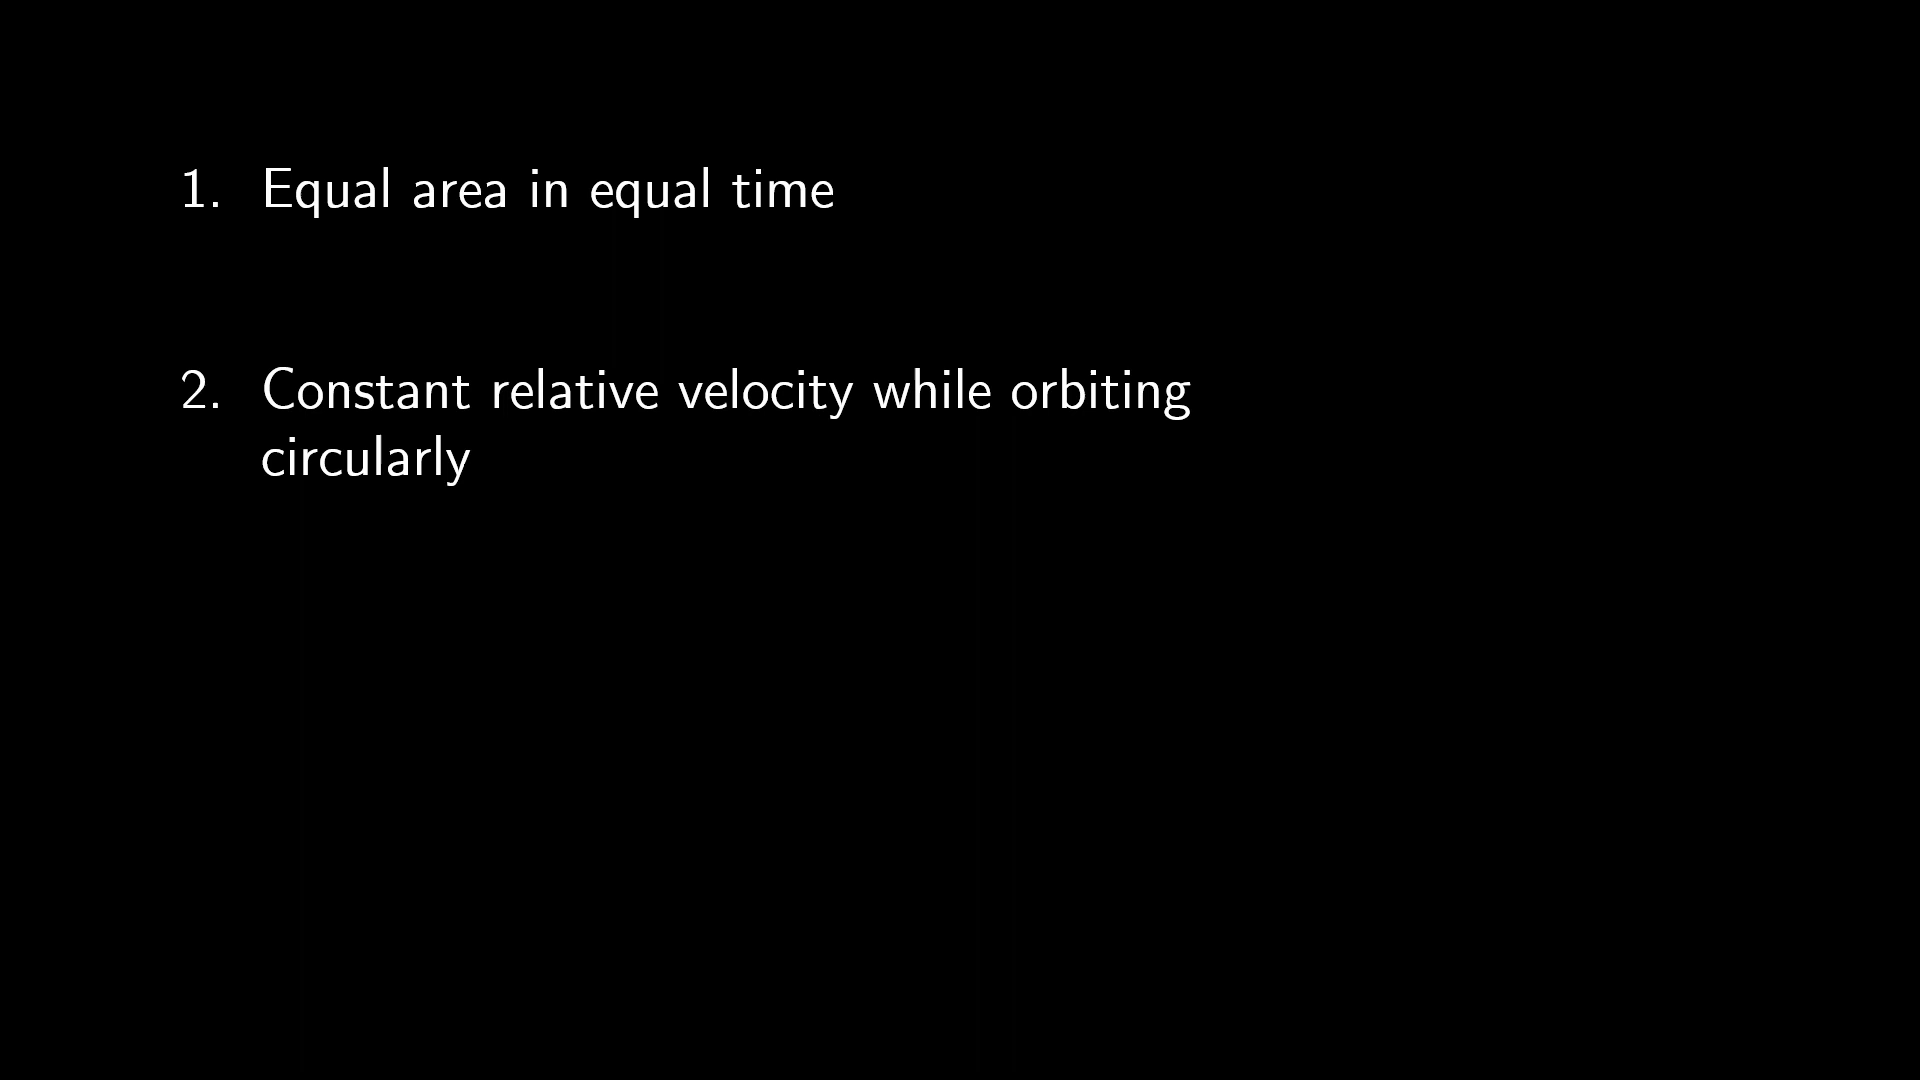 1. Equal area in equal time
2. Constant relative velocity while orbiting
circularly